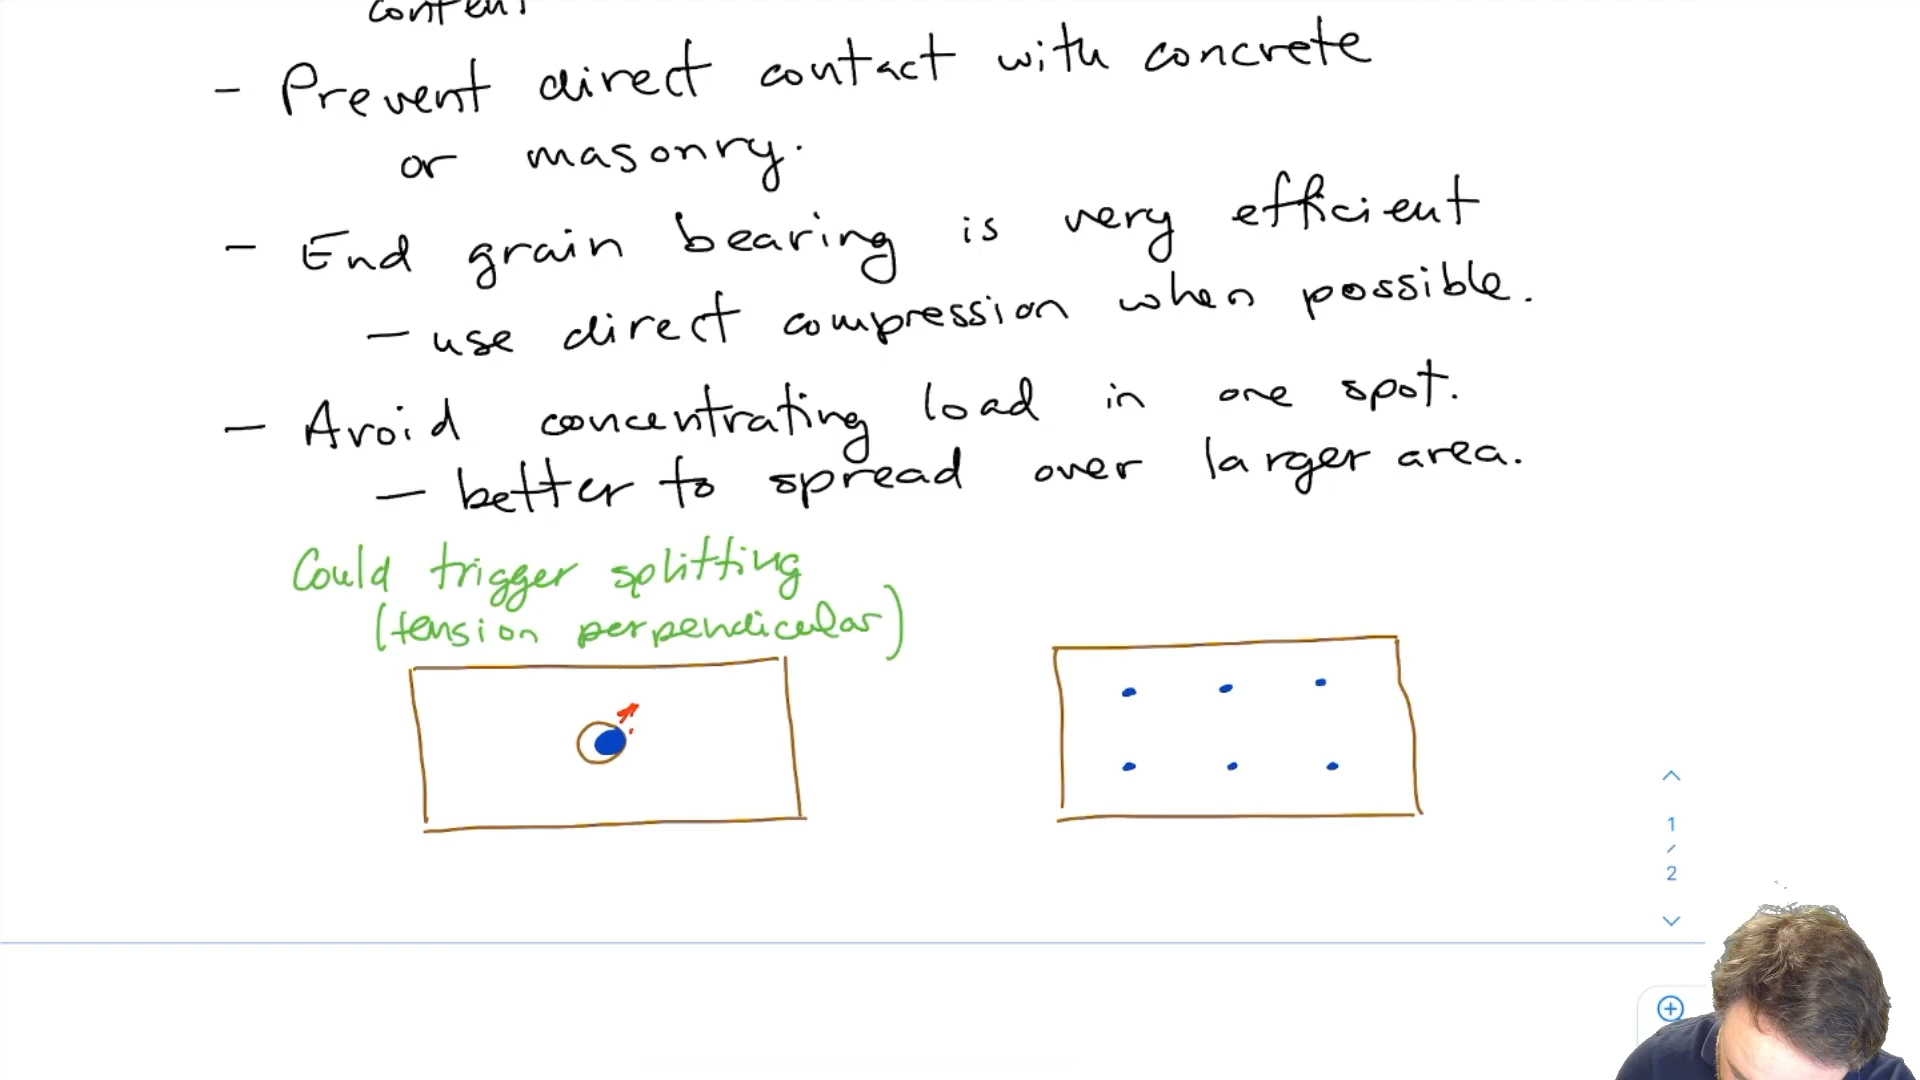 content
- Prevent direct contact with concrete
or masonry.
- End grain bearing is very efficient
- use direct compression when possible.
- Avoid concentrating load in one spot.
- better to spread over larger area.
Could trigger splitting
(tension perpendicular)
1
/
2